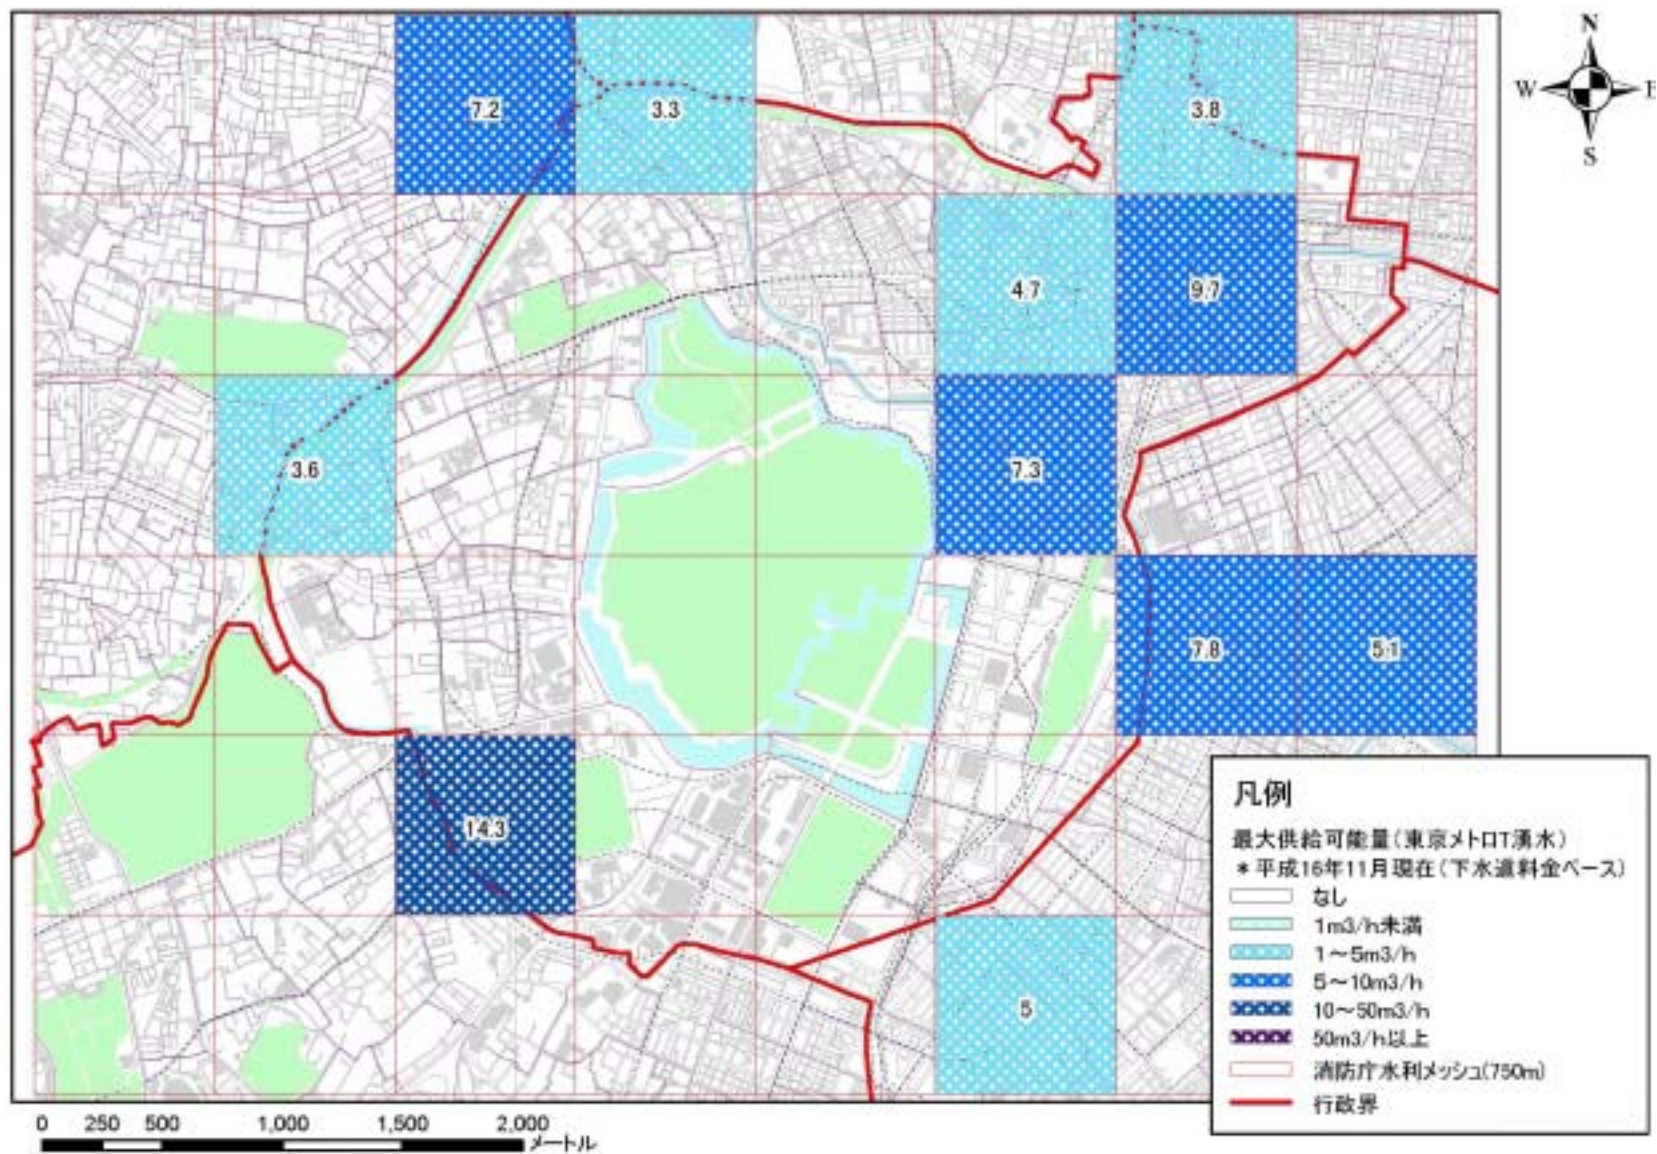 N
W E
S
7.2
3.3
3.8
4.7
9.7
3.6
7.3
7.8
5.1
14.3
5
凡例
最大供給可能量(東京メトロT湧水)
*平成16年11月現在(下水道料金ベース)
なし
1m3/h未満
1～5m3/h
5～10m3/h
10～50m3/h
50m3/h以上
消防庁水利メッシュ(750m)
行政界
0 250 500 1,000 1,500 2,000
メートル